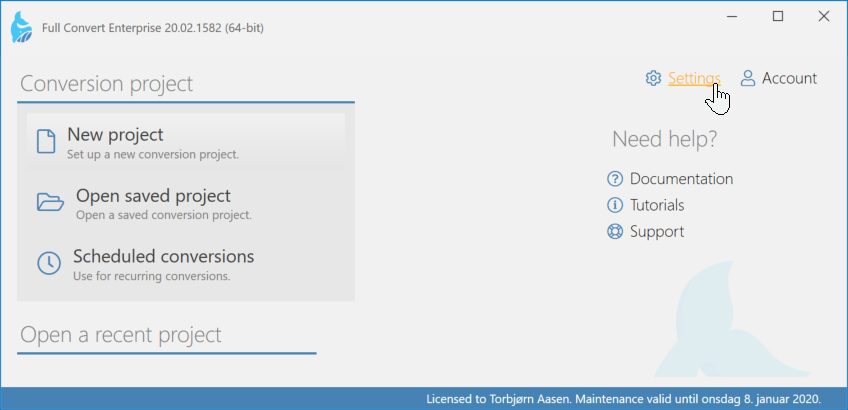 Full Convert Enterprise 20.02.1582 (64-bit)
Settings
Account
Conversion project
New project
Set up a new conversion project.
Open saved project
Open a saved conversion project.
Scheduled conversions
Use for recurring conversions.
Open a recent project
Need help?
Documentation
Tutorials
Support
Licensed to Torbjørn Aasen. Maintenance valid until onsdag 8. januar 2020.